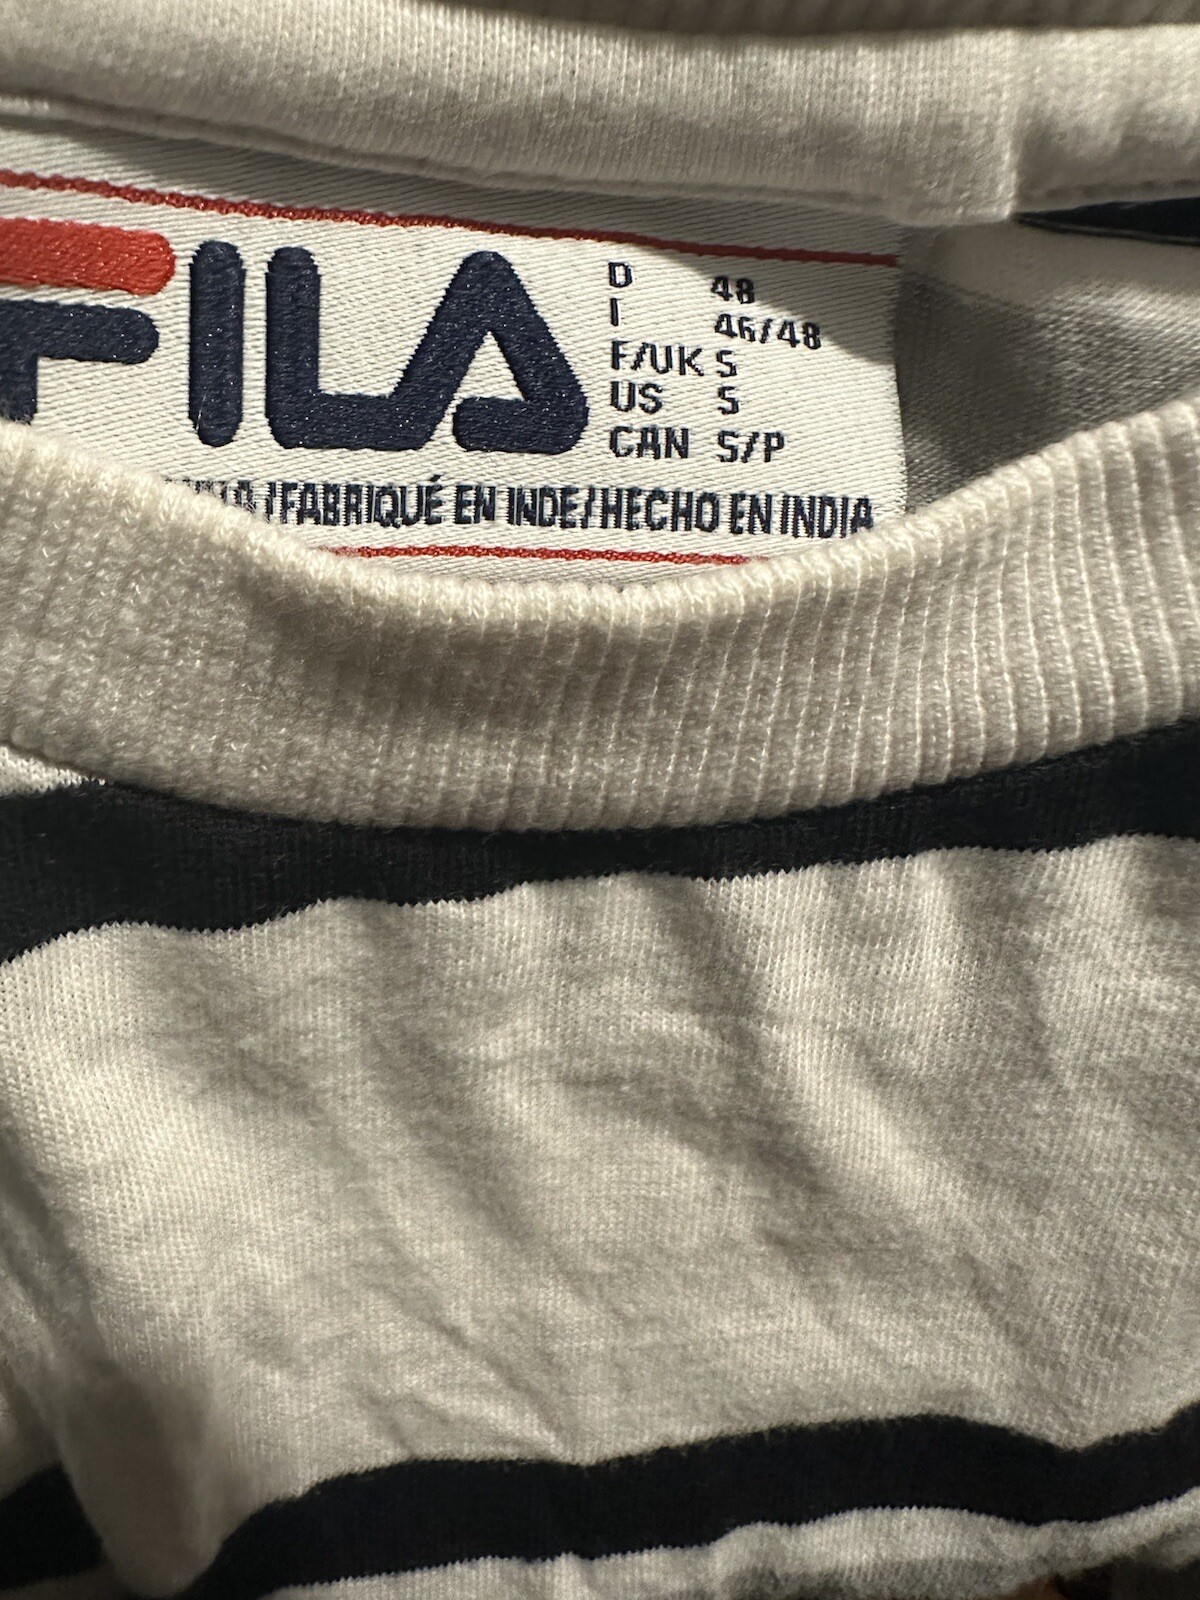 FILA
D 48
I 46/48
F/UK S
US S
CAN S/P
/FABRIQUÉ EN INDE/HECHO EN INDIA